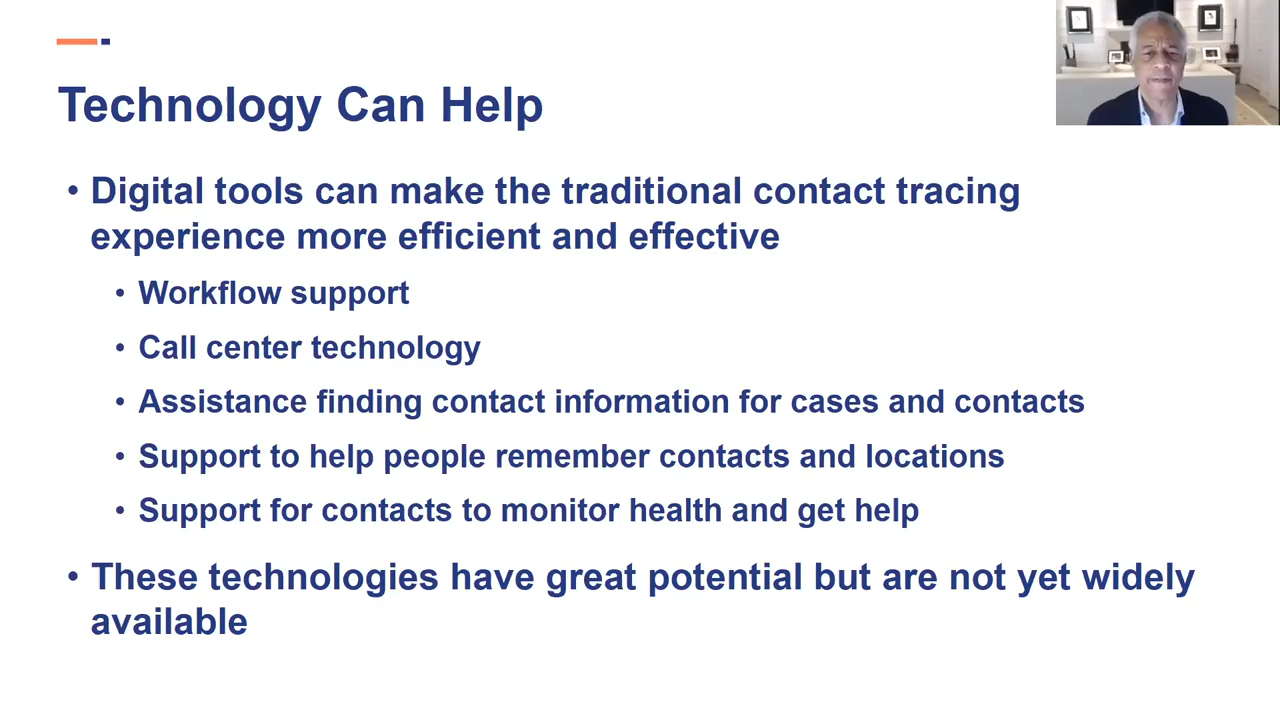 Technology Can Help
• Digital tools can make the traditional contact tracing
experience more efficient and effective
• Workflow support
• Call center technology
• Assistance finding contact information for cases and contacts
• Support to help people remember contacts and locations
• Support for contacts to monitor health and get help
• These technologies have great potential but are not yet widely
available